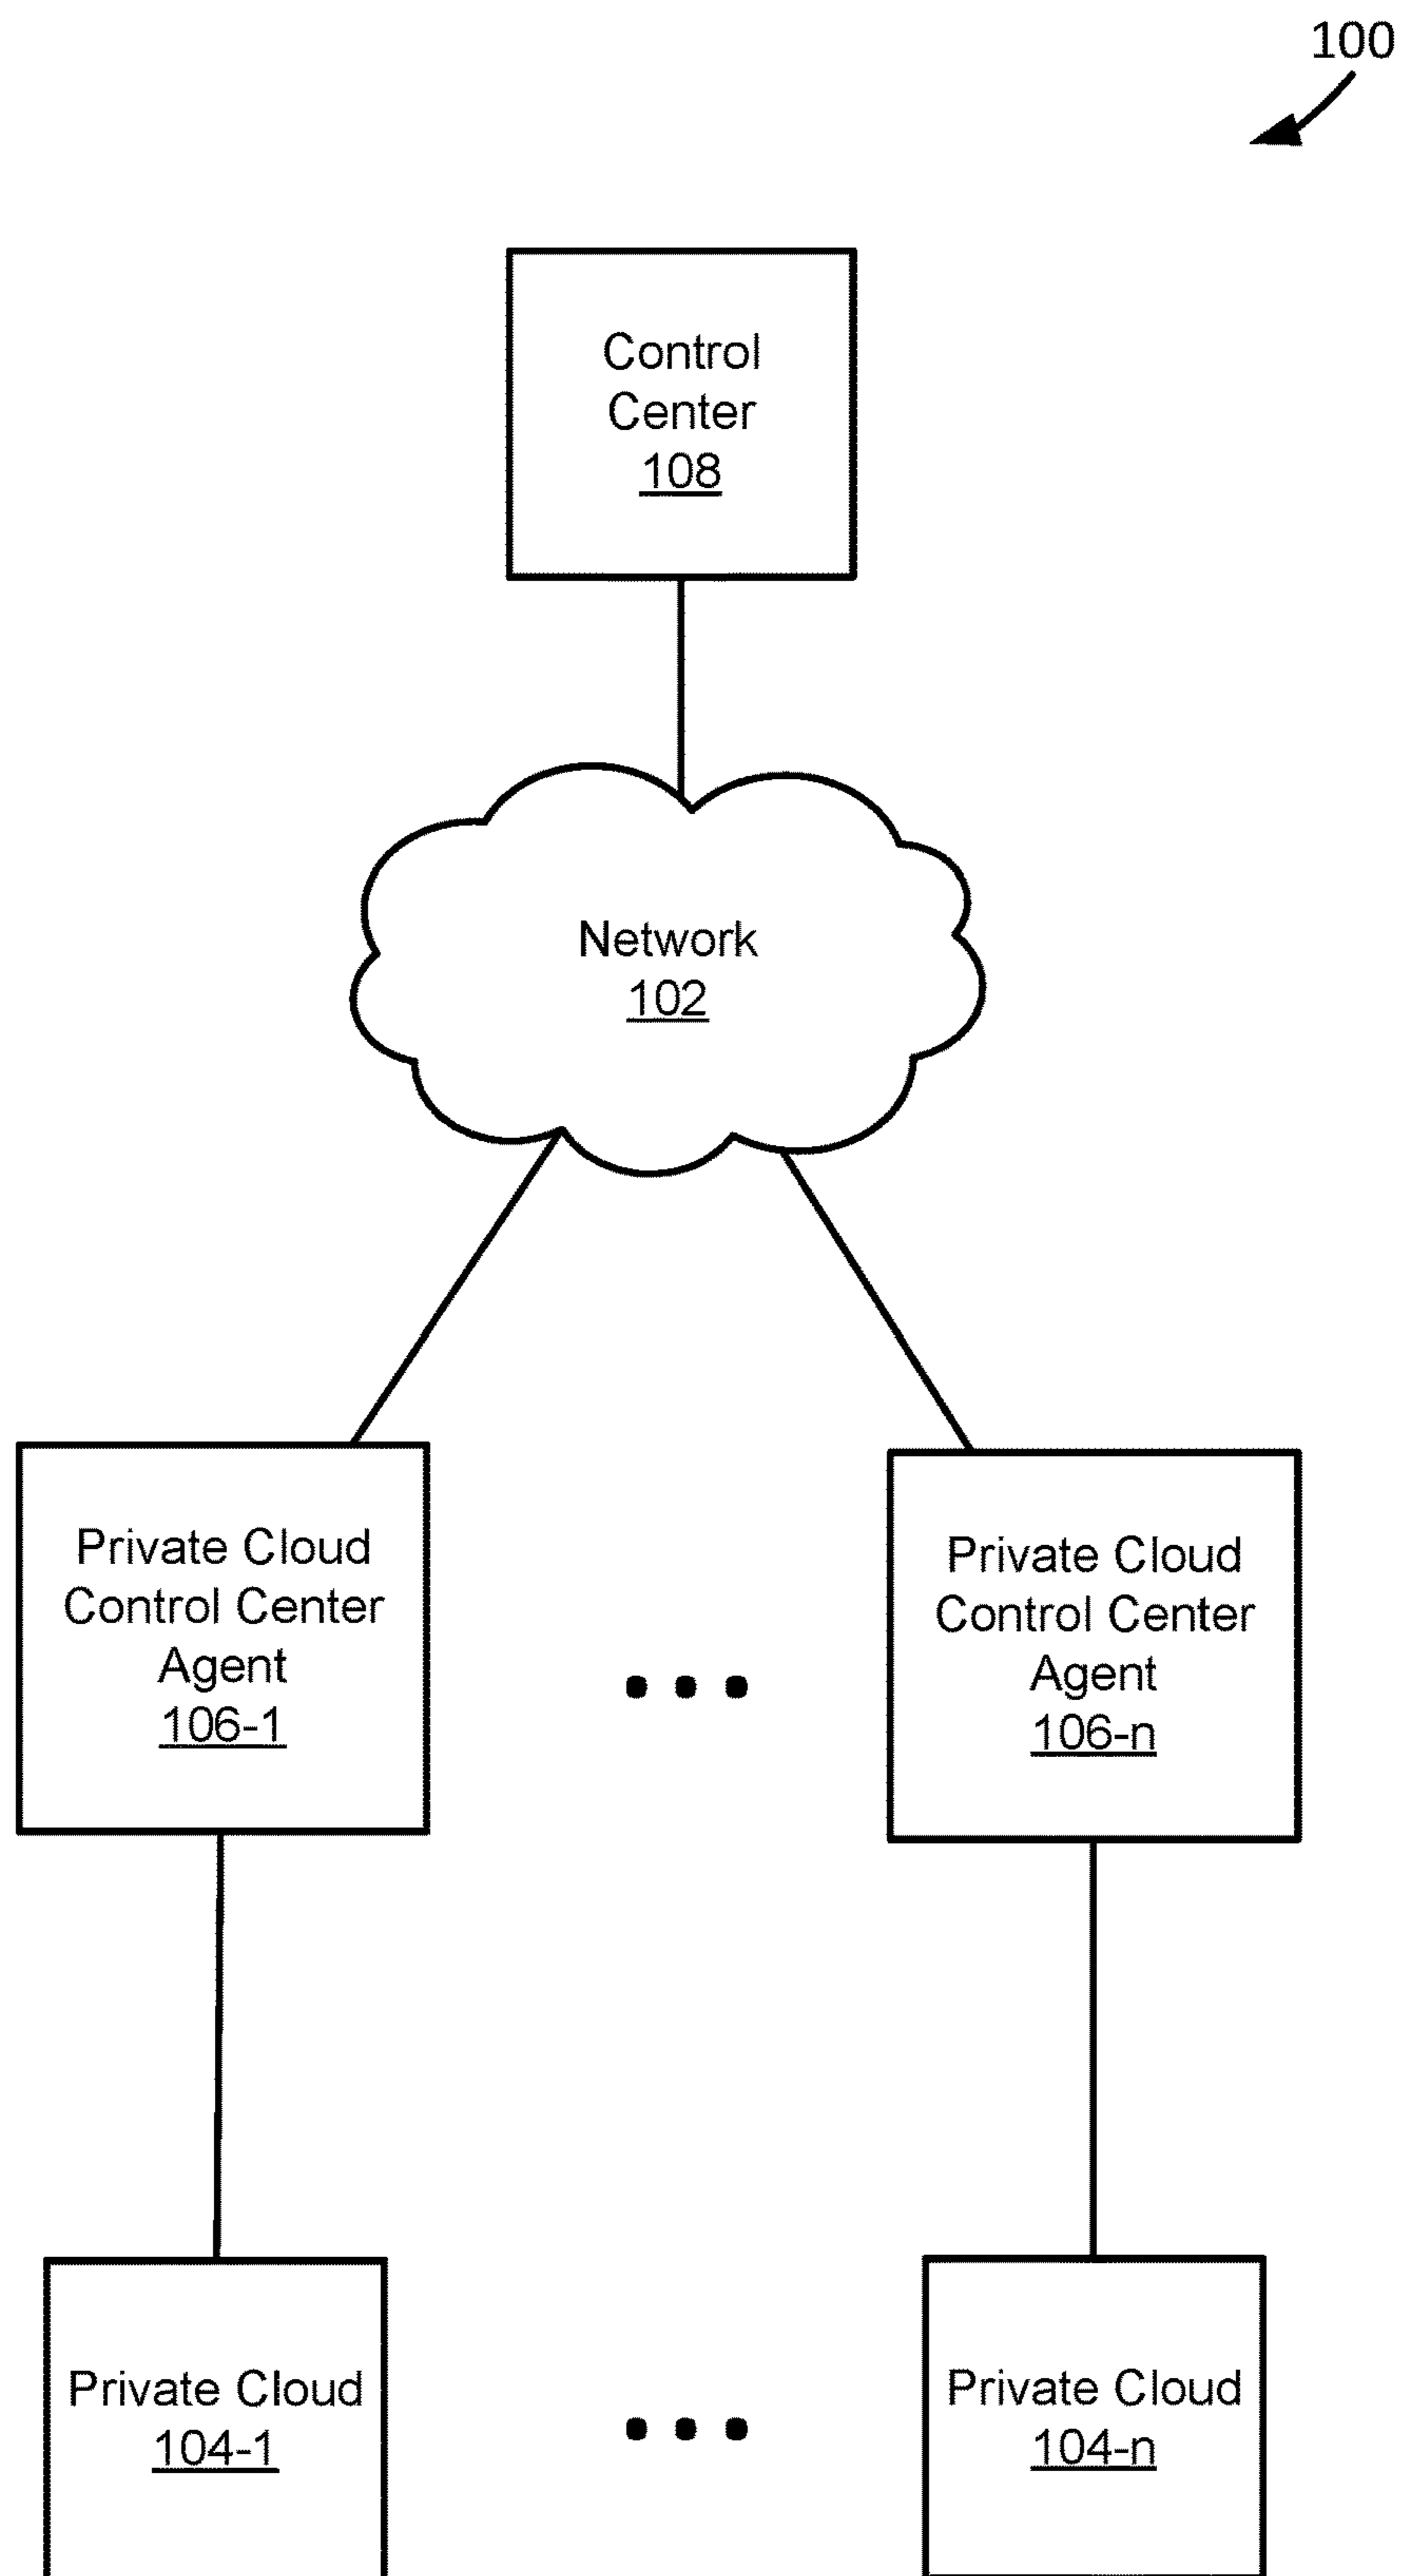 100
Control
Center
108
Network
102
Private Cloud
Control Center
Agent
106-1
Private Cloud
Control Center
Agent
106-n
Private Cloud
104-1
Private Cloud
104-n